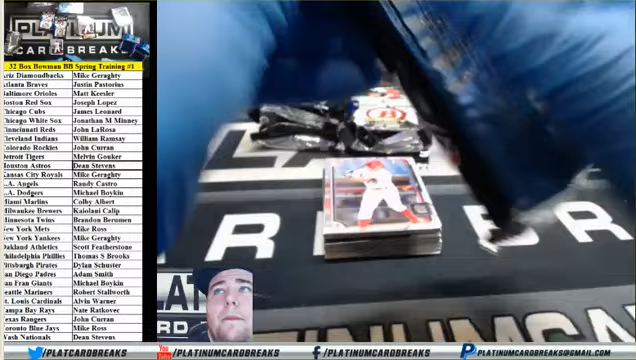 PLATINUM
CARDBREAKS
32 Box Bowman BB Spring Training #1
Ariz Diamondbacks Mike Geraghty
Atlanta Braves Justin Pastorius
Baltimore Orioles Matt Keesler
Boston Red Sox Joseph Lopez
Chicago Cubs James Leonard
Chicago White Sox Jonathan M Minney
Cincinnati Reds John LaRosa
Cleveland Indians William Ramsay
Colorado Rockies John Curran
Detroit Tigers Melvin Gouker
Houston Astros Dean Stevens
Kansas City Royals Mike Geraghty
L.A. Angels Randy Castro
L.A. Dodgers Michael Boykin
Miami Marlins Colby Albert
Milwaukee Brewers Kaiolani Calip
Minnesota Twins Brandon Berumen
New York Mets Mike Ross
New York Yankees Mike Geraghty
Oakland Athletics Scott Featherstone
Philadelphia Phillies Thomas S Brooks
Pittsburgh Pirates Dylan Schuster
San Diego Padres Adam Smith
San Fran Giants Michael Boykin
Seattle Mariners Robert Stallworth
St. Louis Cardinals Alvin Warner
Tampa Bay Rays Nate Ratkover
Texas Rangers John Curran
Toronto Blue Jays Mike Ross
Wash Nationals Dean Stevens
/PLATCARDBREAKS
You Tube /PLATINUMCARDBREAKS
f /PLATINUMCARDBREAKS
P PLATINUMCARDBREAKS@GMAIL.COM